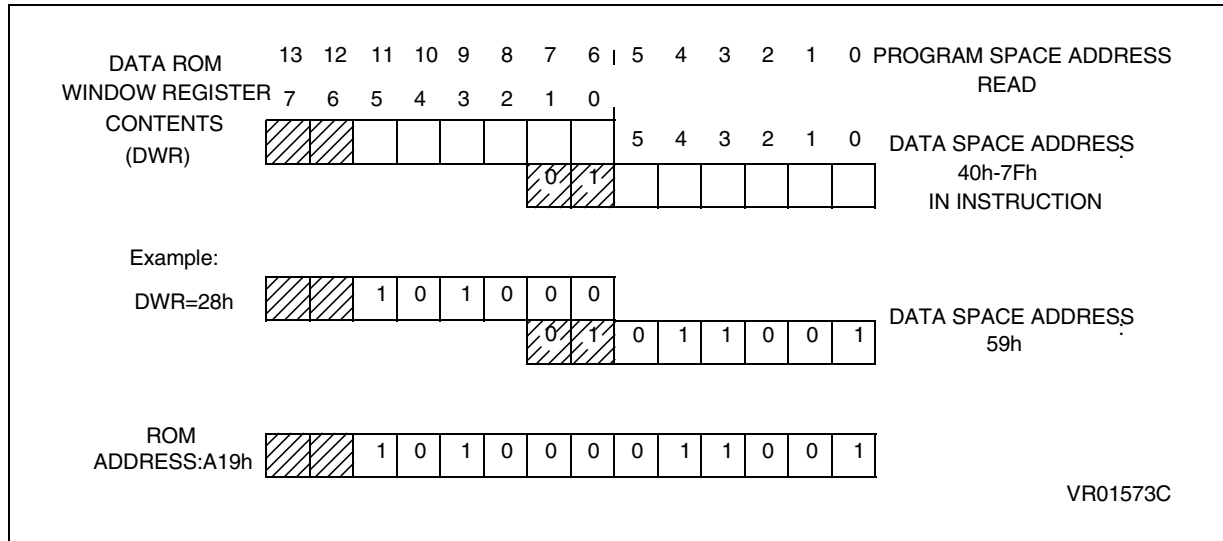 13 12 11 10 9 8 7 6 5 4 3 2 1 0 PROGRAM SPACE ADDRESS
READ
DATA ROM
WINDOW REGISTER 7 6 5 4 3 2 1 0
CONTENTS
(DWR)
5 4 3 2 1 0 DATA SPACE ADDRESS :
0 1 40h-7Fh
IN INSTRUCTION
Example:
DWR=28h 1 0 1 0 0 0
0 1 0 1 1 0 0 1 DATA SPACE ADDRESS :
59h
ROM
ADDRESS:A19h 1 0 1 0 0 0 0 1 1 0 0 1
VR01573C